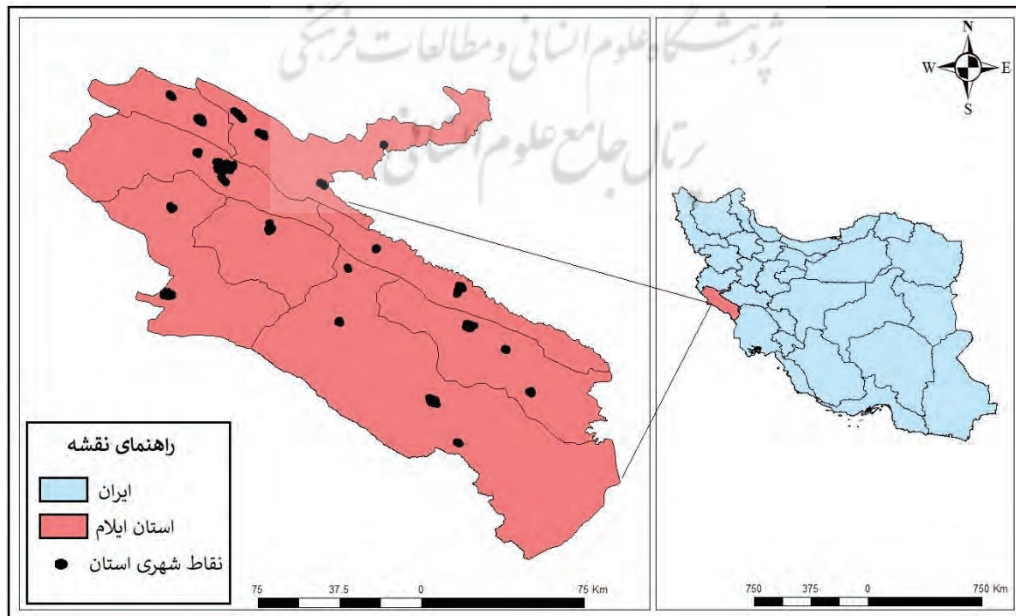 پژوهشگاه علوم انسانی و مطالعات فرهنگی
پرتال جامع علوم انسانی
N
W E
S
راهنمای نقشه
ایران
استان ایلام
نقاط شهری استان
75 37.5 0 75 Km
750 375 0 750 Km